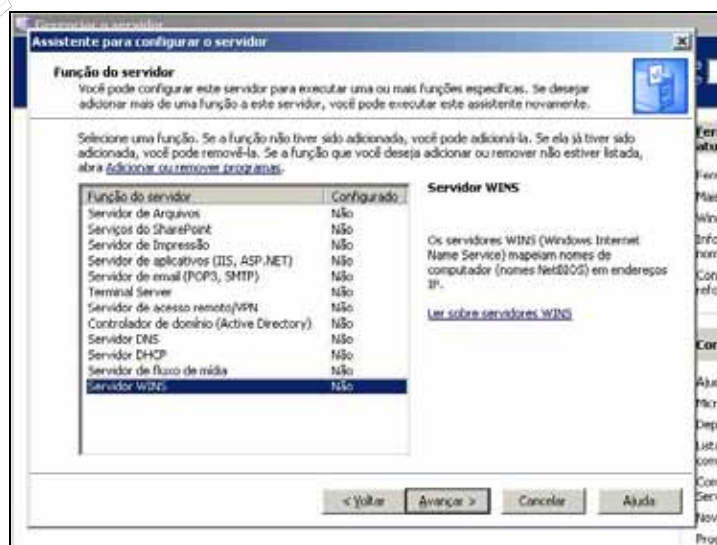 Gerenciar o servidor
Assistente para configurar o servidor
Função do servidor
Você pode configurar este servidor para executar uma ou mais funções específicas. Se desejar
adicionar mais de uma função a este servidor, você pode executar este assistente novamente.
Selecione uma função. Se a função não tiver sido adicionada, você pode adicioná-la. Se ela já tiver sido
adicionada, você pode removê-la. Se a função que você deseja adicionar ou remover não estiver listada,
abra Adicionar ou remover programas.
Função do servidor Configurado
Servidor de Arquivos Não
Serviços do SharePoint Não
Servidor de Impressão Não
Servidor de aplicativos (IIS, ASP.NET) Não
Servidor de email (POP3, SMTP) Não
Terminal Server Não
Servidor de acesso remoto/VPN Não
Controlador de domínio (Active Directory) Não
Servidor DNS Não
Servidor DHCP Não
Servidor de fluxo de mídia Não
Servidor WINS Não
Servidor WINS
Os servidores WINS (Windows Internet
Name Service) mapeiam nomes de
computador (nomes NetBIOS) em endereços
IP.
Ler sobre servidores WINS
< Voltar
Avançar >
Cancelar
Ajuda